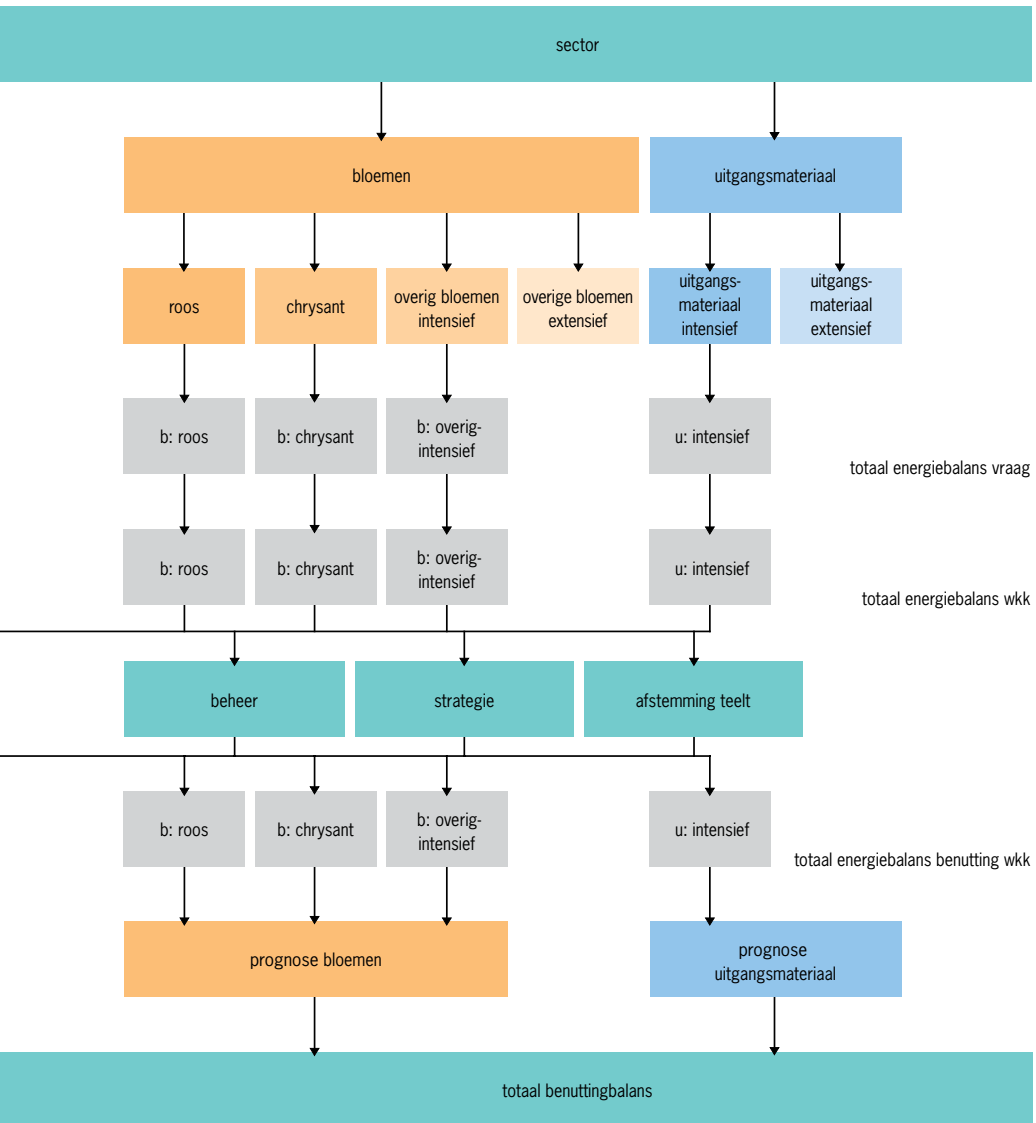 sector
bloemen
uitgangsmateriaal
roos
chrysant
overig bloemen
intensief
overige bloemen
extensief
uitgangs-
materiaal
intensief
uitgangs-
materiaal
extensief
b: roos
b: chrysant
b: overig-
intensief
u: intensief
totaal energiebalans vraag
b: roos
b: chrysant
b: overig-
intensief
u: intensief
totaal energiebalans wkk
beheer
strategie
afstemming teelt
b: roos
b: chrysant
b: overig-
intensief
u: intensief
totaal energiebalans benutting wkk
prognose bloemen
prognose
uitgangsmateriaal
totaal benuttingbalans